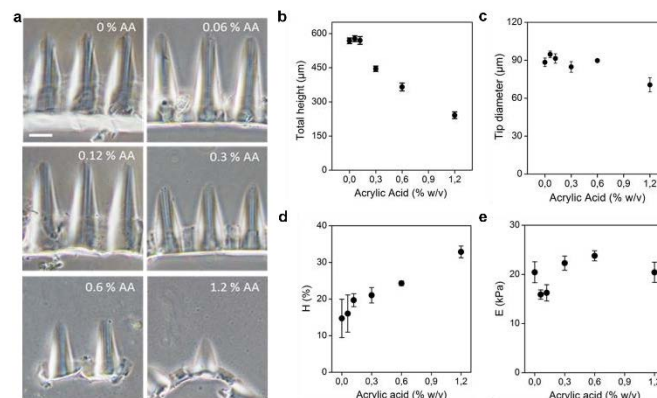 a
0 % AA
0.06 % AA
0.12 % AA
0.3 % AA
0.6 % AA
1.2 % AA
b
Total height (µm)
600
450
300
150
0
0,0 0,3 0,6 0,9 1,2
Acrylic Acid (% w/v)
c
Tip diameter (µm)
120
90
60
30
0
0,0 0,3 0,6 0,9 1,2
Acrylic Acid (% w/v)
d
H (%)
40
30
20
10
0
0,0 0,3 0,6 0,9 1,2
Acrylic acid (% w/v)
e
E (kPa)
40
30
20
10
0
0,0 0,3 0,6 0,9 1,2
Acrylic acid (% w/v)